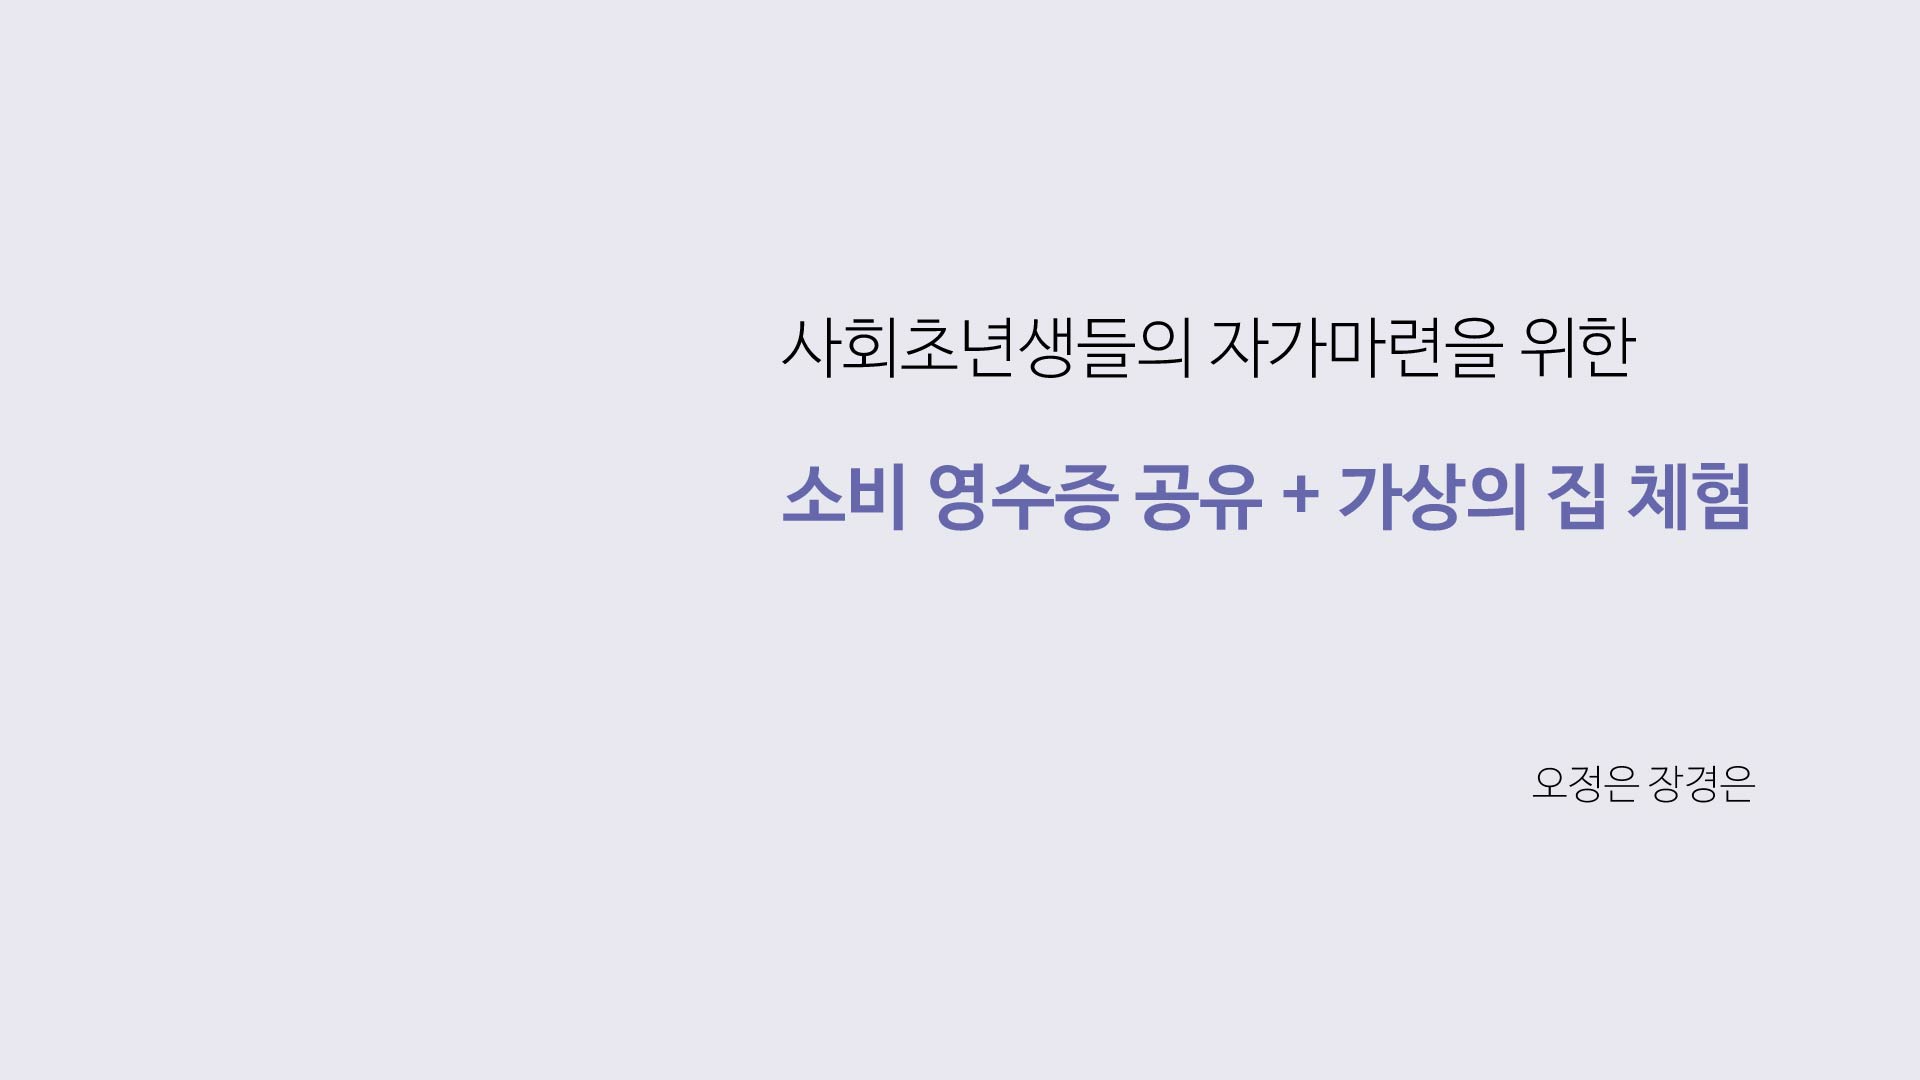 사회초년생들의 자가마련을 위한
소비 영수증 공유 + 가상의 집 체험
오정은 장경은